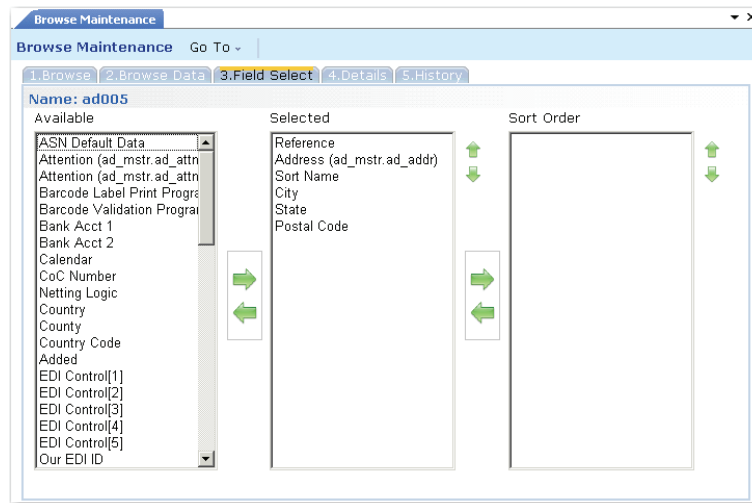 Browse Maintenance
Browse Maintenance Go To
1.Browse 2.Browse Data 3.Field Select 4.Details 5.History
Name: ad005
Available Selected Sort Order
ASN Default Data
Attention (ad_mstr.ad_attn
Attention (ad_mstr.ad_attn
Barcode Label Print Progra
Barcode Validation Program
Bank Acct 1
Bank Acct 2
Calendar
CoC Number
Netting Logic
Country
County
Country Code
Added
EDI Control[1]
EDI Control[2]
EDI Control[3]
EDI Control[4]
EDI Control[5]
Our EDI ID
Reference
Address (ad_mstr.ad_addr)
Sort Name
City
State
Postal Code